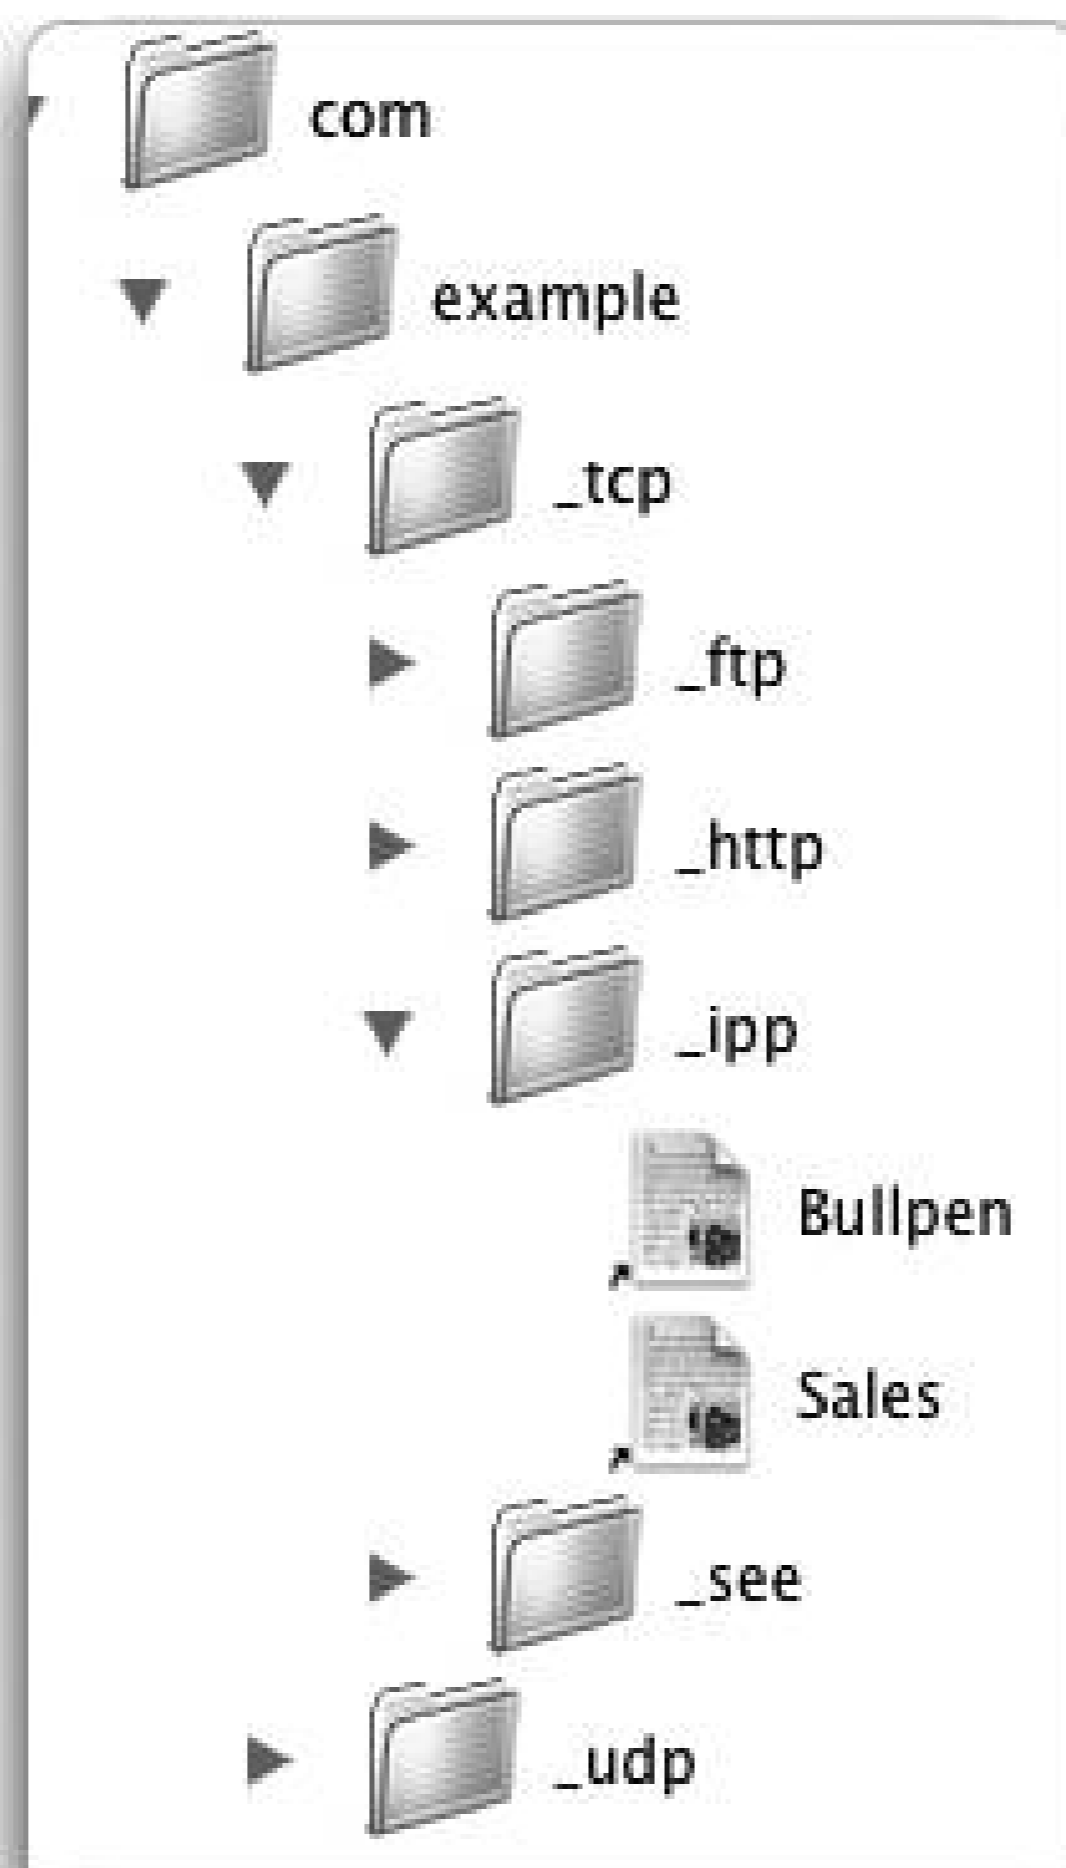 com
example
_tcp
_ftp
_http
_ipp
Bullpen
Sales
_see
_udp